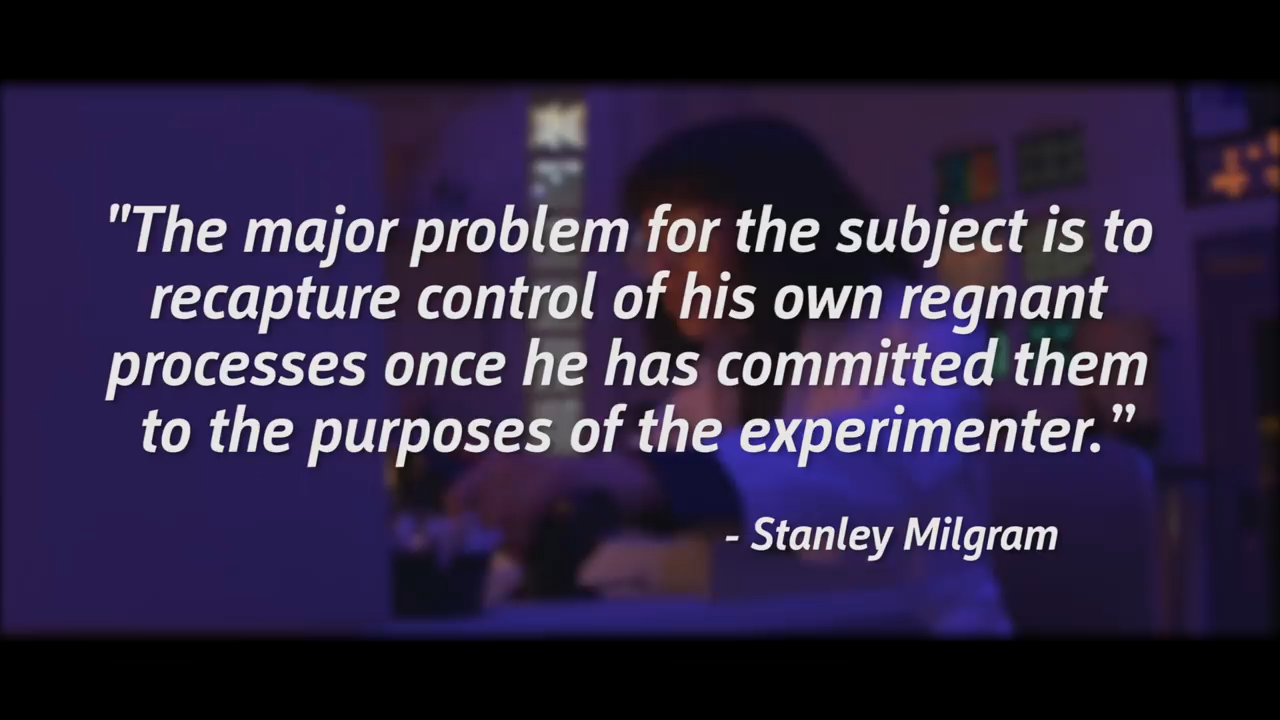 "The major problem for the subject is to
recapture control of his own regnant
processes once he has committed them
to the purposes of the experimenter.”
- Stanley Milgram